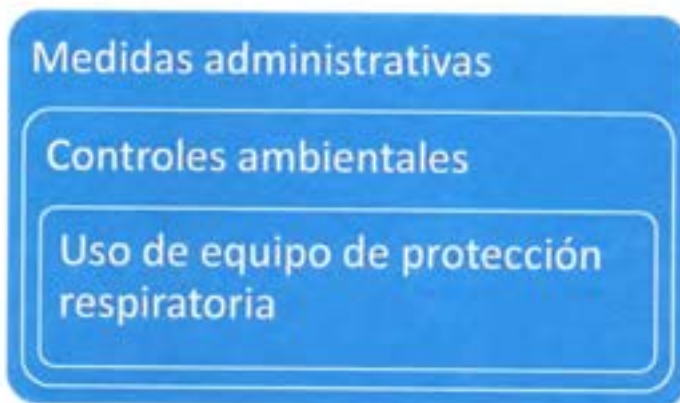 Medidas administrativas
Controles ambientales
Uso de equipo de protección
respiratoria